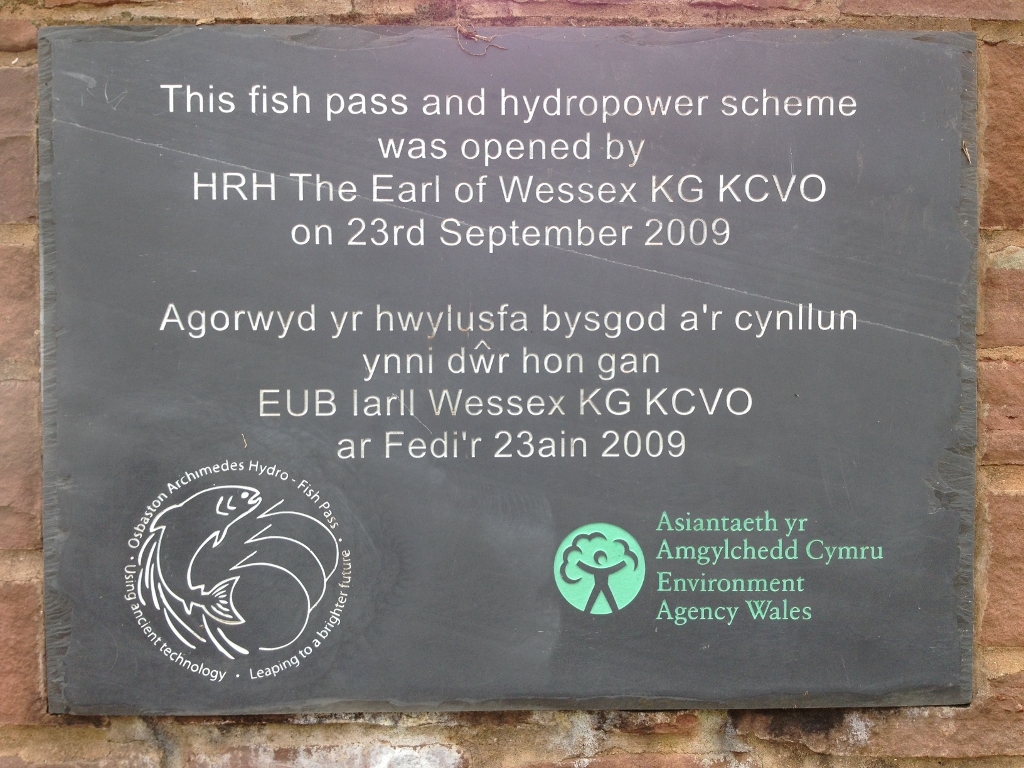 This fish pass and hydropower scheme
was opened by
HRH The Earl of Wessex KG KCVO
on 23rd September 2009
Agorwyd yr hwylusfa bysgod a'r cynllun
ynni dŵr hon gan
EUB Iarll Wessex KG KCVO
ar Fedi'r 23ain 2009
Osbaston Archimedes Hydro - Fish Pass •
Leaping to a brighter future
• Using ancient technology •
Asiantaeth yr
Amgylchedd Cymru
Environment
Agency Wales